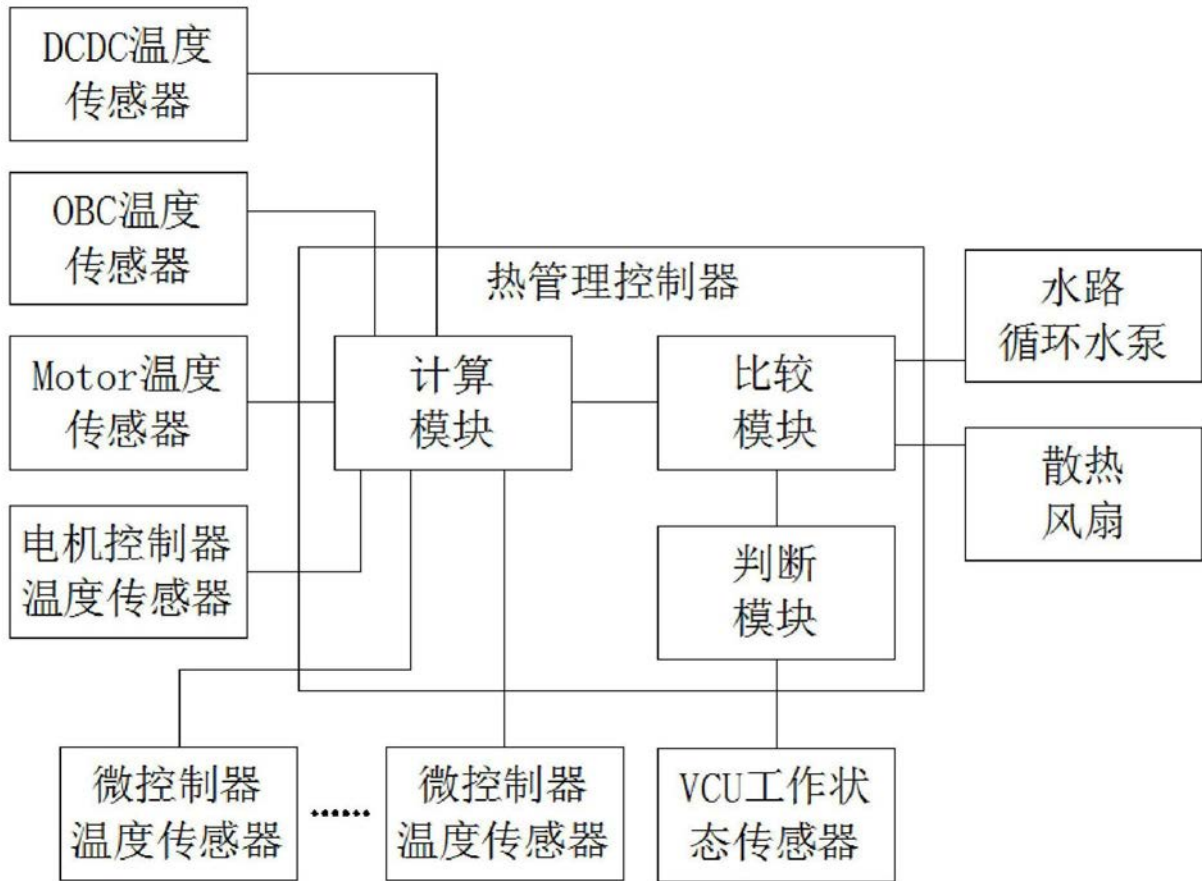 DCDC温度
传感器
OBC温度
传感器
热管理控制器
水路
循环水泵
Motor温度
传感器
计算
模块
比较
模块
散热
风扇
电机控制器
温度传感器
判断
模块
微控制器
温度传感器
......
微控制器
温度传感器
VCU工作状
态传感器